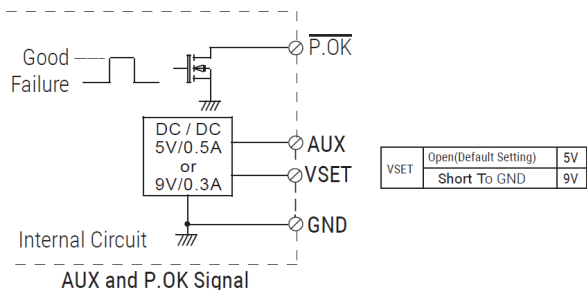 P.OK
Good
Failure
DC / DC
5V/0.5A
or
9V/0.3A
AUX
VSET
GND
Internal Circuit
AUX and P.OK Signal
VSET
Open(Default Setting) 5V
Short To GND 9V